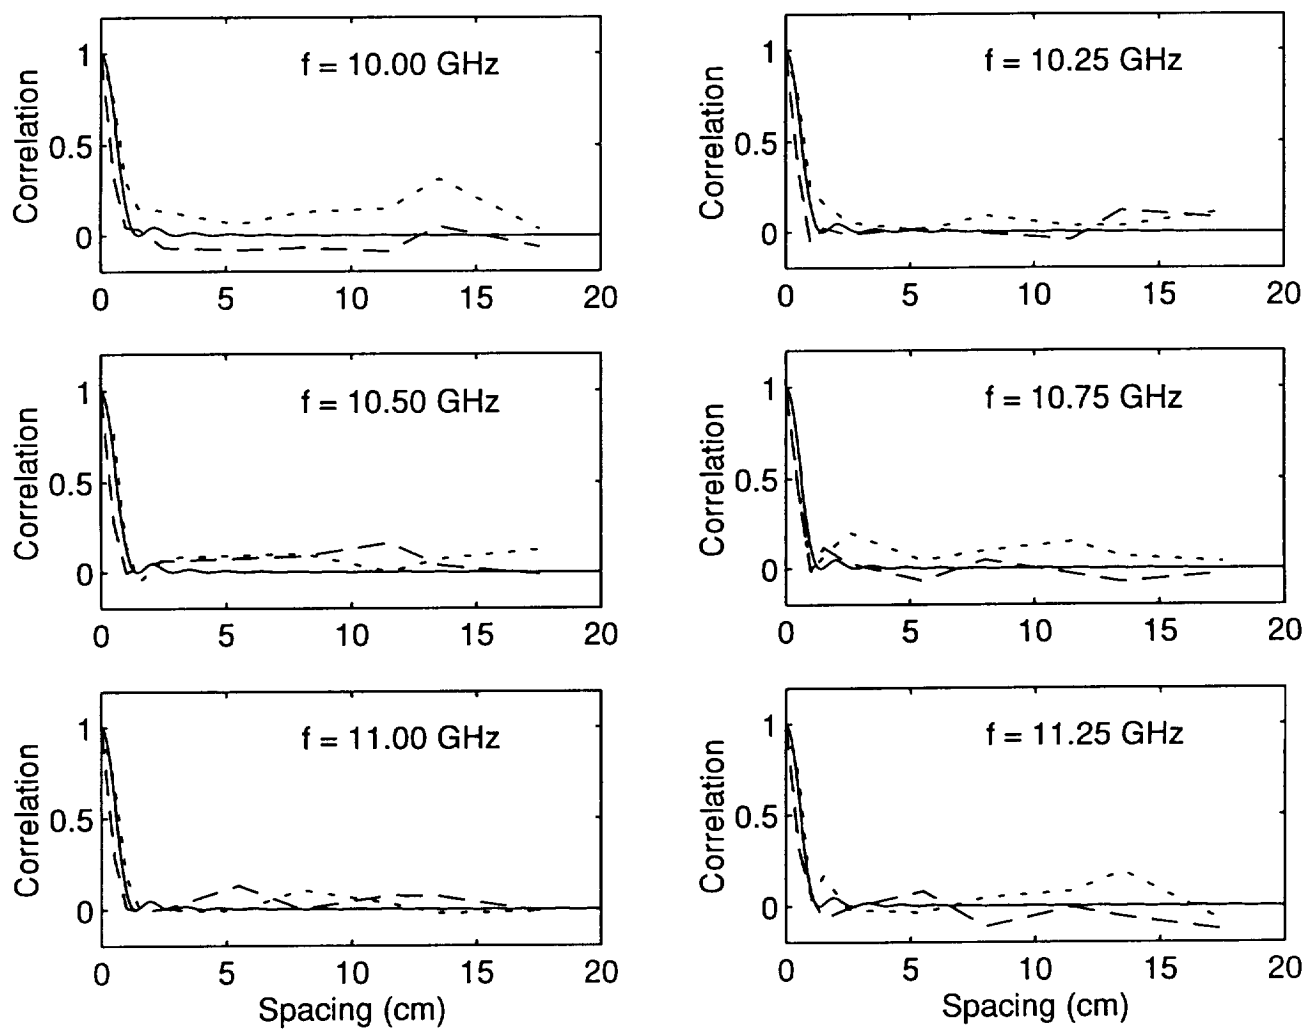 f = 10.00 GHz
Correlation
1
0.5
0
0 5 10 15 20
f = 10.25 GHz
Correlation
1
0.5
0
0 5 10 15 20
f = 10.50 GHz
Correlation
1
0.5
0
0 5 10 15 20
f = 10.75 GHz
Correlation
1
0.5
0
0 5 10 15 20
f = 11.00 GHz
Correlation
1
0.5
0
0 5 10 15 20
Spacing (cm)
f = 11.25 GHz
Correlation
1
0.5
0
0 5 10 15 20
Spacing (cm)